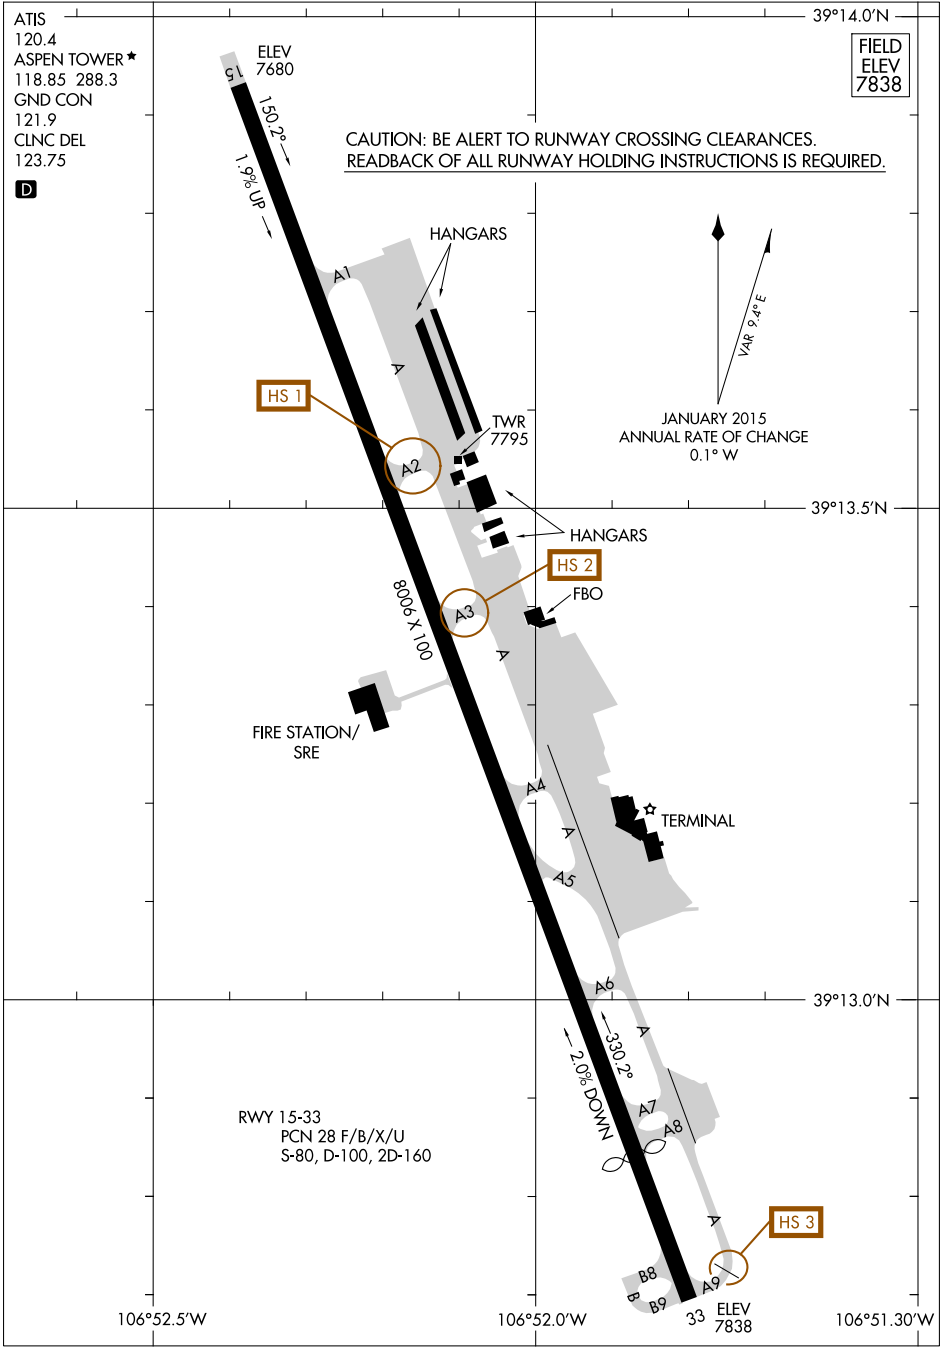 ATIS
120.4
ASPEN TOWER★
118.85 288.3
GND CON
121.9
CLNC DEL
123.75
D
39°14.0'N
FIELD
ELEV
7838
15
ELEV
7680
150.2°
1.9% UP
CAUTION: BE ALERT TO RUNWAY CROSSING CLEARANCES.
READBACK OF ALL RUNWAY HOLDING INSTRUCTIONS IS REQUIRED.
HANGARS
A1
A
VAR 9.4° E
JANUARY 2015
ANNUAL RATE OF CHANGE
0.1° W
HS 1
TWR
7795
A2
39°13.5'N
HANGARS
HS 2
FBO
A3
8006 X 100
A
FIRE STATION/
SRE
A4
A
TERMINAL
A5
A6
39°13.0'N
A
330.2°
2.0% DOWN
A7
A8
RWY 15-33
PCN 28 F/B/X/U
S-80, D-100, 2D-160
A
HS 3
B8
B
B9
A9
33
ELEV
7838
106°52.5'W
106°52.0'W
106°51.30'W